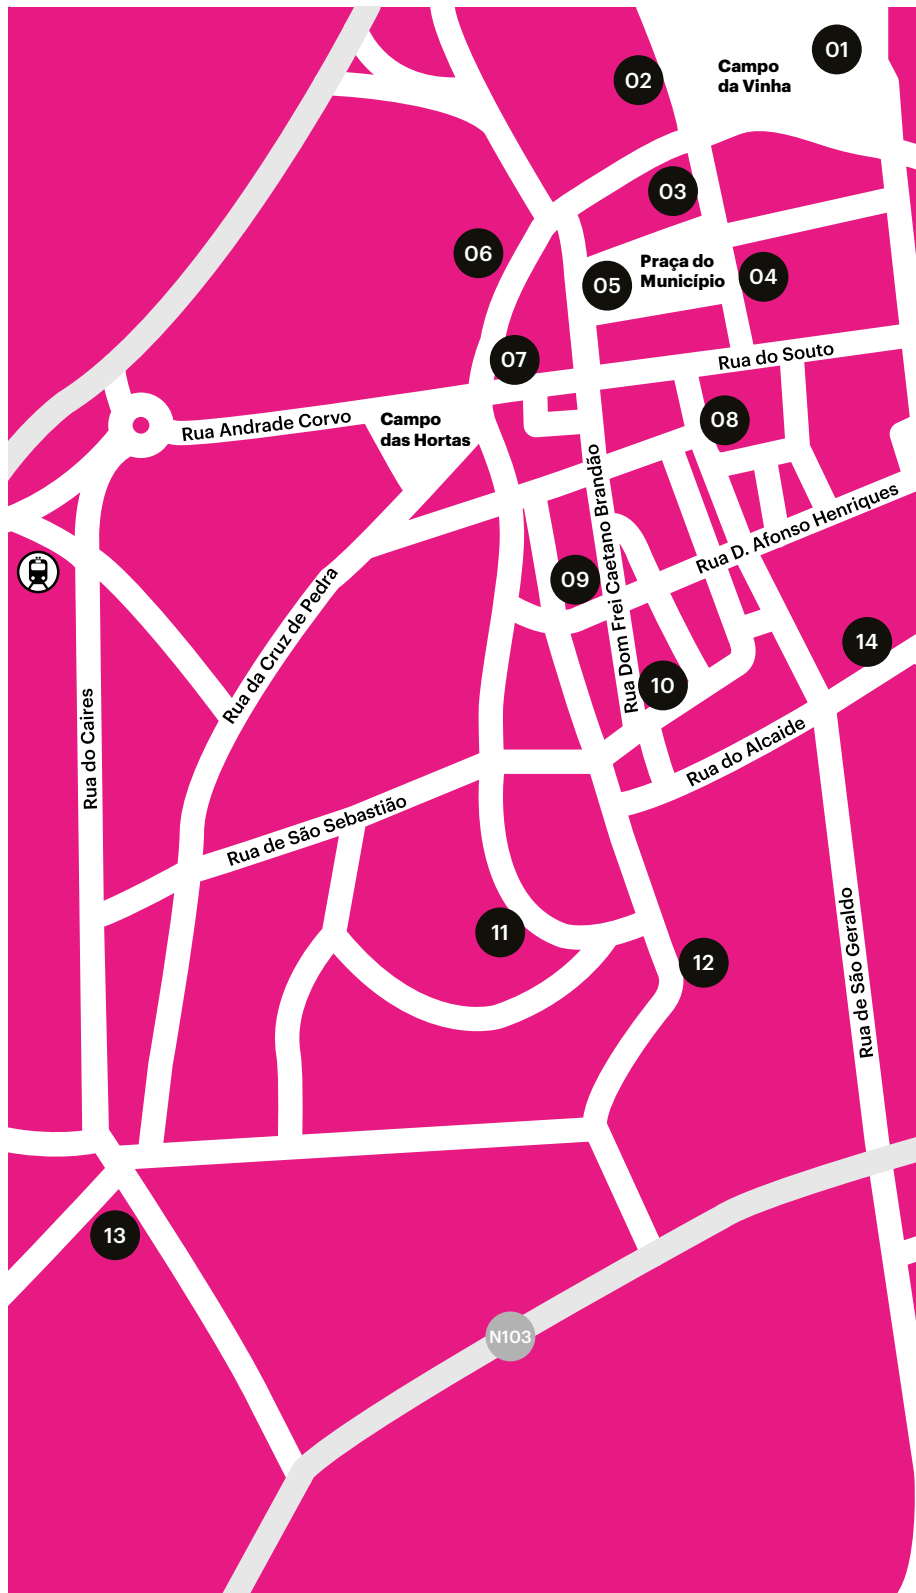 01
Campo
da Vinha
02
03
06
Praça do
Município
04
05
07
Rua do Souto
Rua Andrade Corvo
Campo
das Hortas
08
Rua Dom Frei Caetano Brandão
Rua D. Afonso Henriques
09
Rua da Cruz de Pedra
14
10
Rua do Caires
Rua do Alcaide
Rua de São Sebastião
11
12
Rua de São Geraldo
13
N103